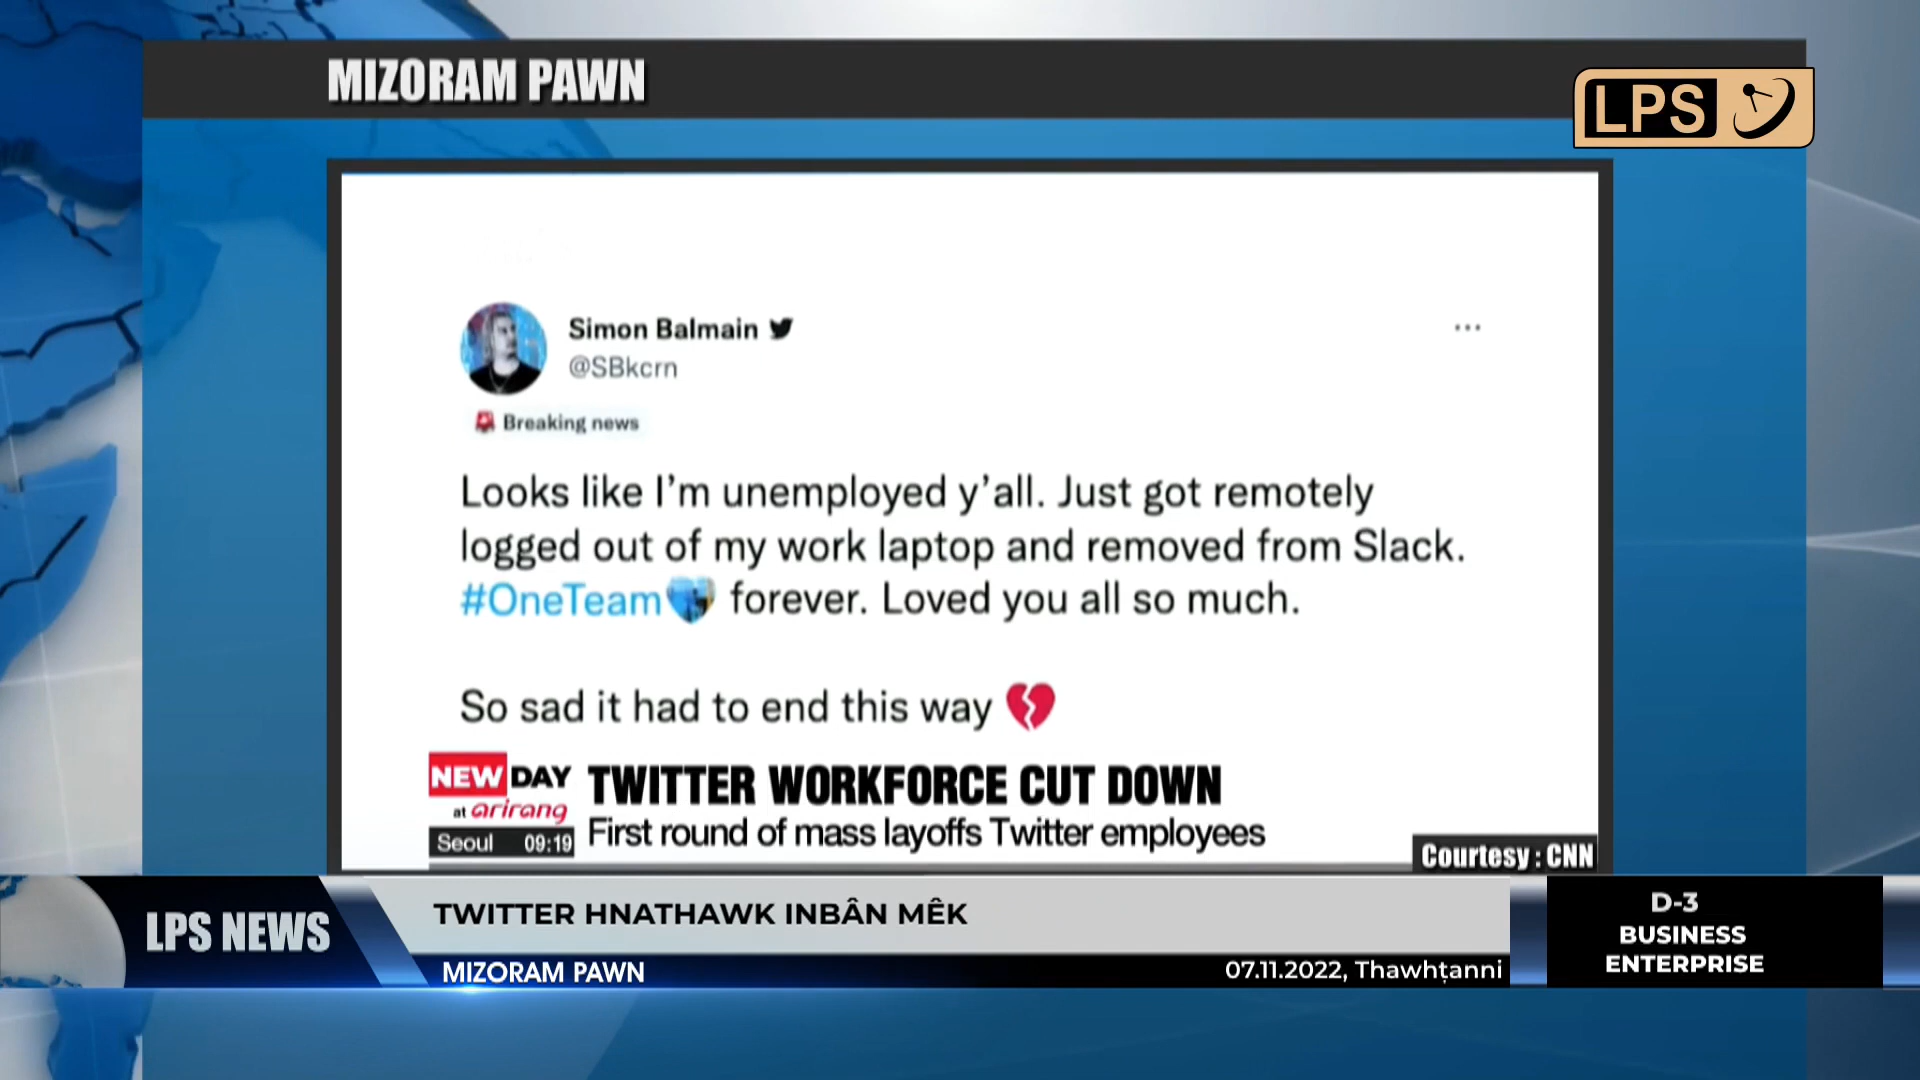 MIZORAM PAWN
LPS
Simon Balmain
@SBkcrn
Breaking news
Looks like I'm unemployed y'all. Just got remotely
logged out of my work laptop and removed from Slack.
#OneTeam💙 forever. Loved you all so much.
So sad it had to end this way 💔
NEW DAY
at arirang
Seoul 09:19
TWITTER WORKFORCE CUT DOWN
First round of mass layoffs Twitter employees
Courtesy : CNN
LPS NEWS
TWITTER HNATHAWK INBÂN MÊK
MIZORAM PAWN
07.11.2022, Thawhṭanni
D-3
BUSINESS
ENTERPRISE